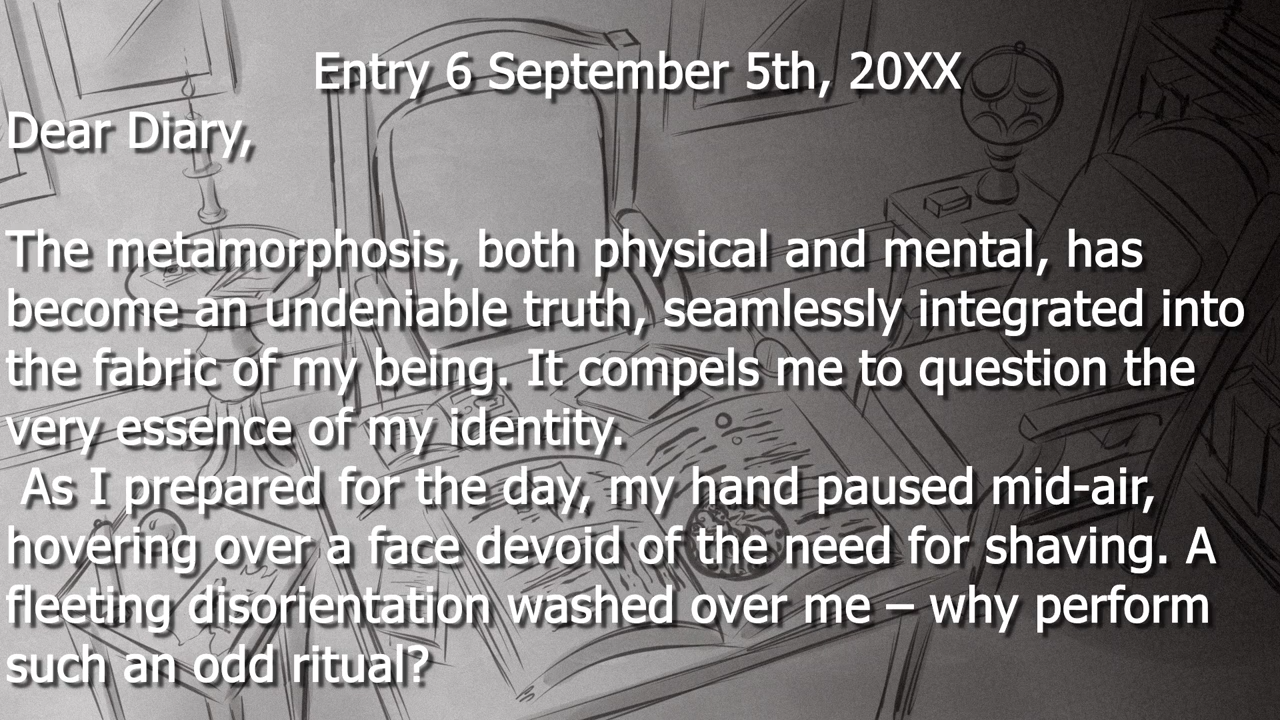 Entry 6 September 5th, 20XX
Dear Diary,
The metamorphosis, both physical and mental, has
become an undeniable truth, seamlessly integrated into
the fabric of my being. It compels me to question the
very essence of my identity.
As I prepared for the day, my hand paused mid-air,
hovering over a face devoid of the need for shaving. A
fleeting disorientation washed over me – why perform
such an odd ritual?